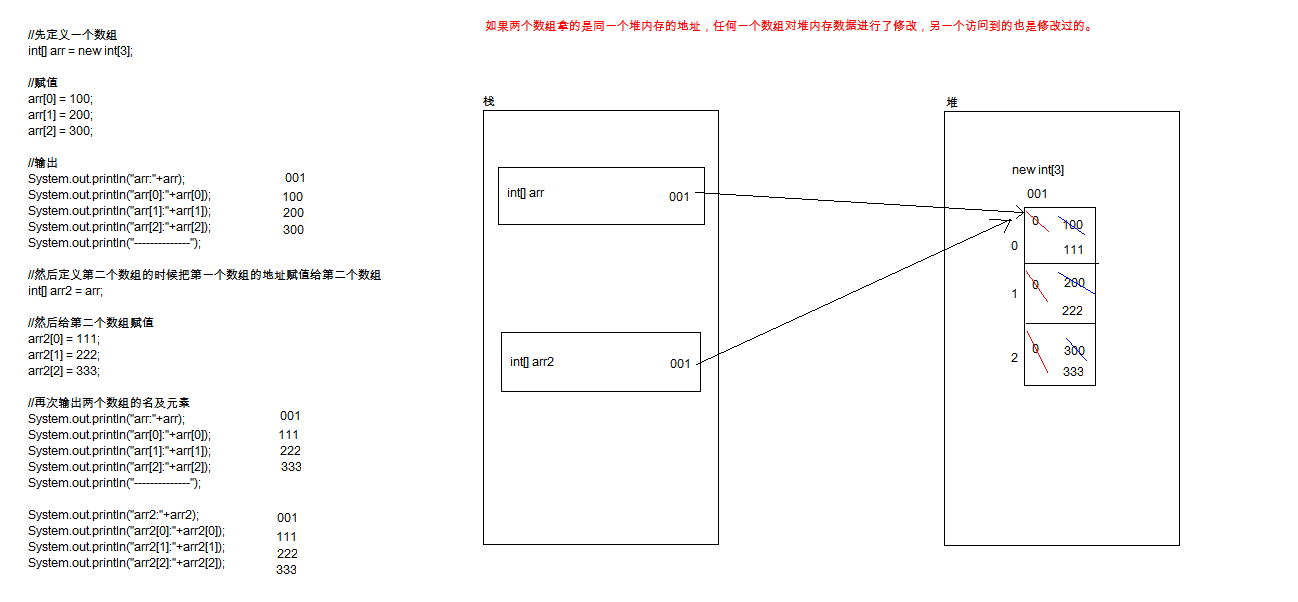 如果两个数组拿的是同一个堆内存的地址，任何一个数组对堆内存数据进行了修改，另一个访问到的也是修改过的。
//先定义一个数组
int[] arr = new int[3];
//赋值
arr[0] = 100;
arr[1] = 200;
arr[2] = 300;
//输出
System.out.println("arr:"+arr); 001
System.out.println("arr[0]:"+arr[0]); 100
System.out.println("arr[1]:"+arr[1]); 200
System.out.println("arr[2]:"+arr[2]); 300
System.out.println("--------------");
//然后定义第二个数组的时候把第一个数组的地址赋值给第二个数组
int[] arr2 = arr;
//然后给第二个数组赋值
arr2[0] = 111;
arr2[1] = 222;
arr2[2] = 333;
//再次输出两个数组的名及元素
System.out.println("arr:"+arr); 001
System.out.println("arr[0]:"+arr[0]); 111
System.out.println("arr[1]:"+arr[1]); 222
System.out.println("arr[2]:"+arr[2]); 333
System.out.println("--------------");
System.out.println("arr2:"+arr2); 001
System.out.println("arr2[0]:"+arr2[0]); 111
System.out.println("arr2[1]:"+arr2[1]); 222
System.out.println("arr2[2]:"+arr2[2]); 333
栈
int[] arr 001
int[] arr2 001
堆
new int[3]
001
0 100
0 111
0 200
1 222
0 300
2 333